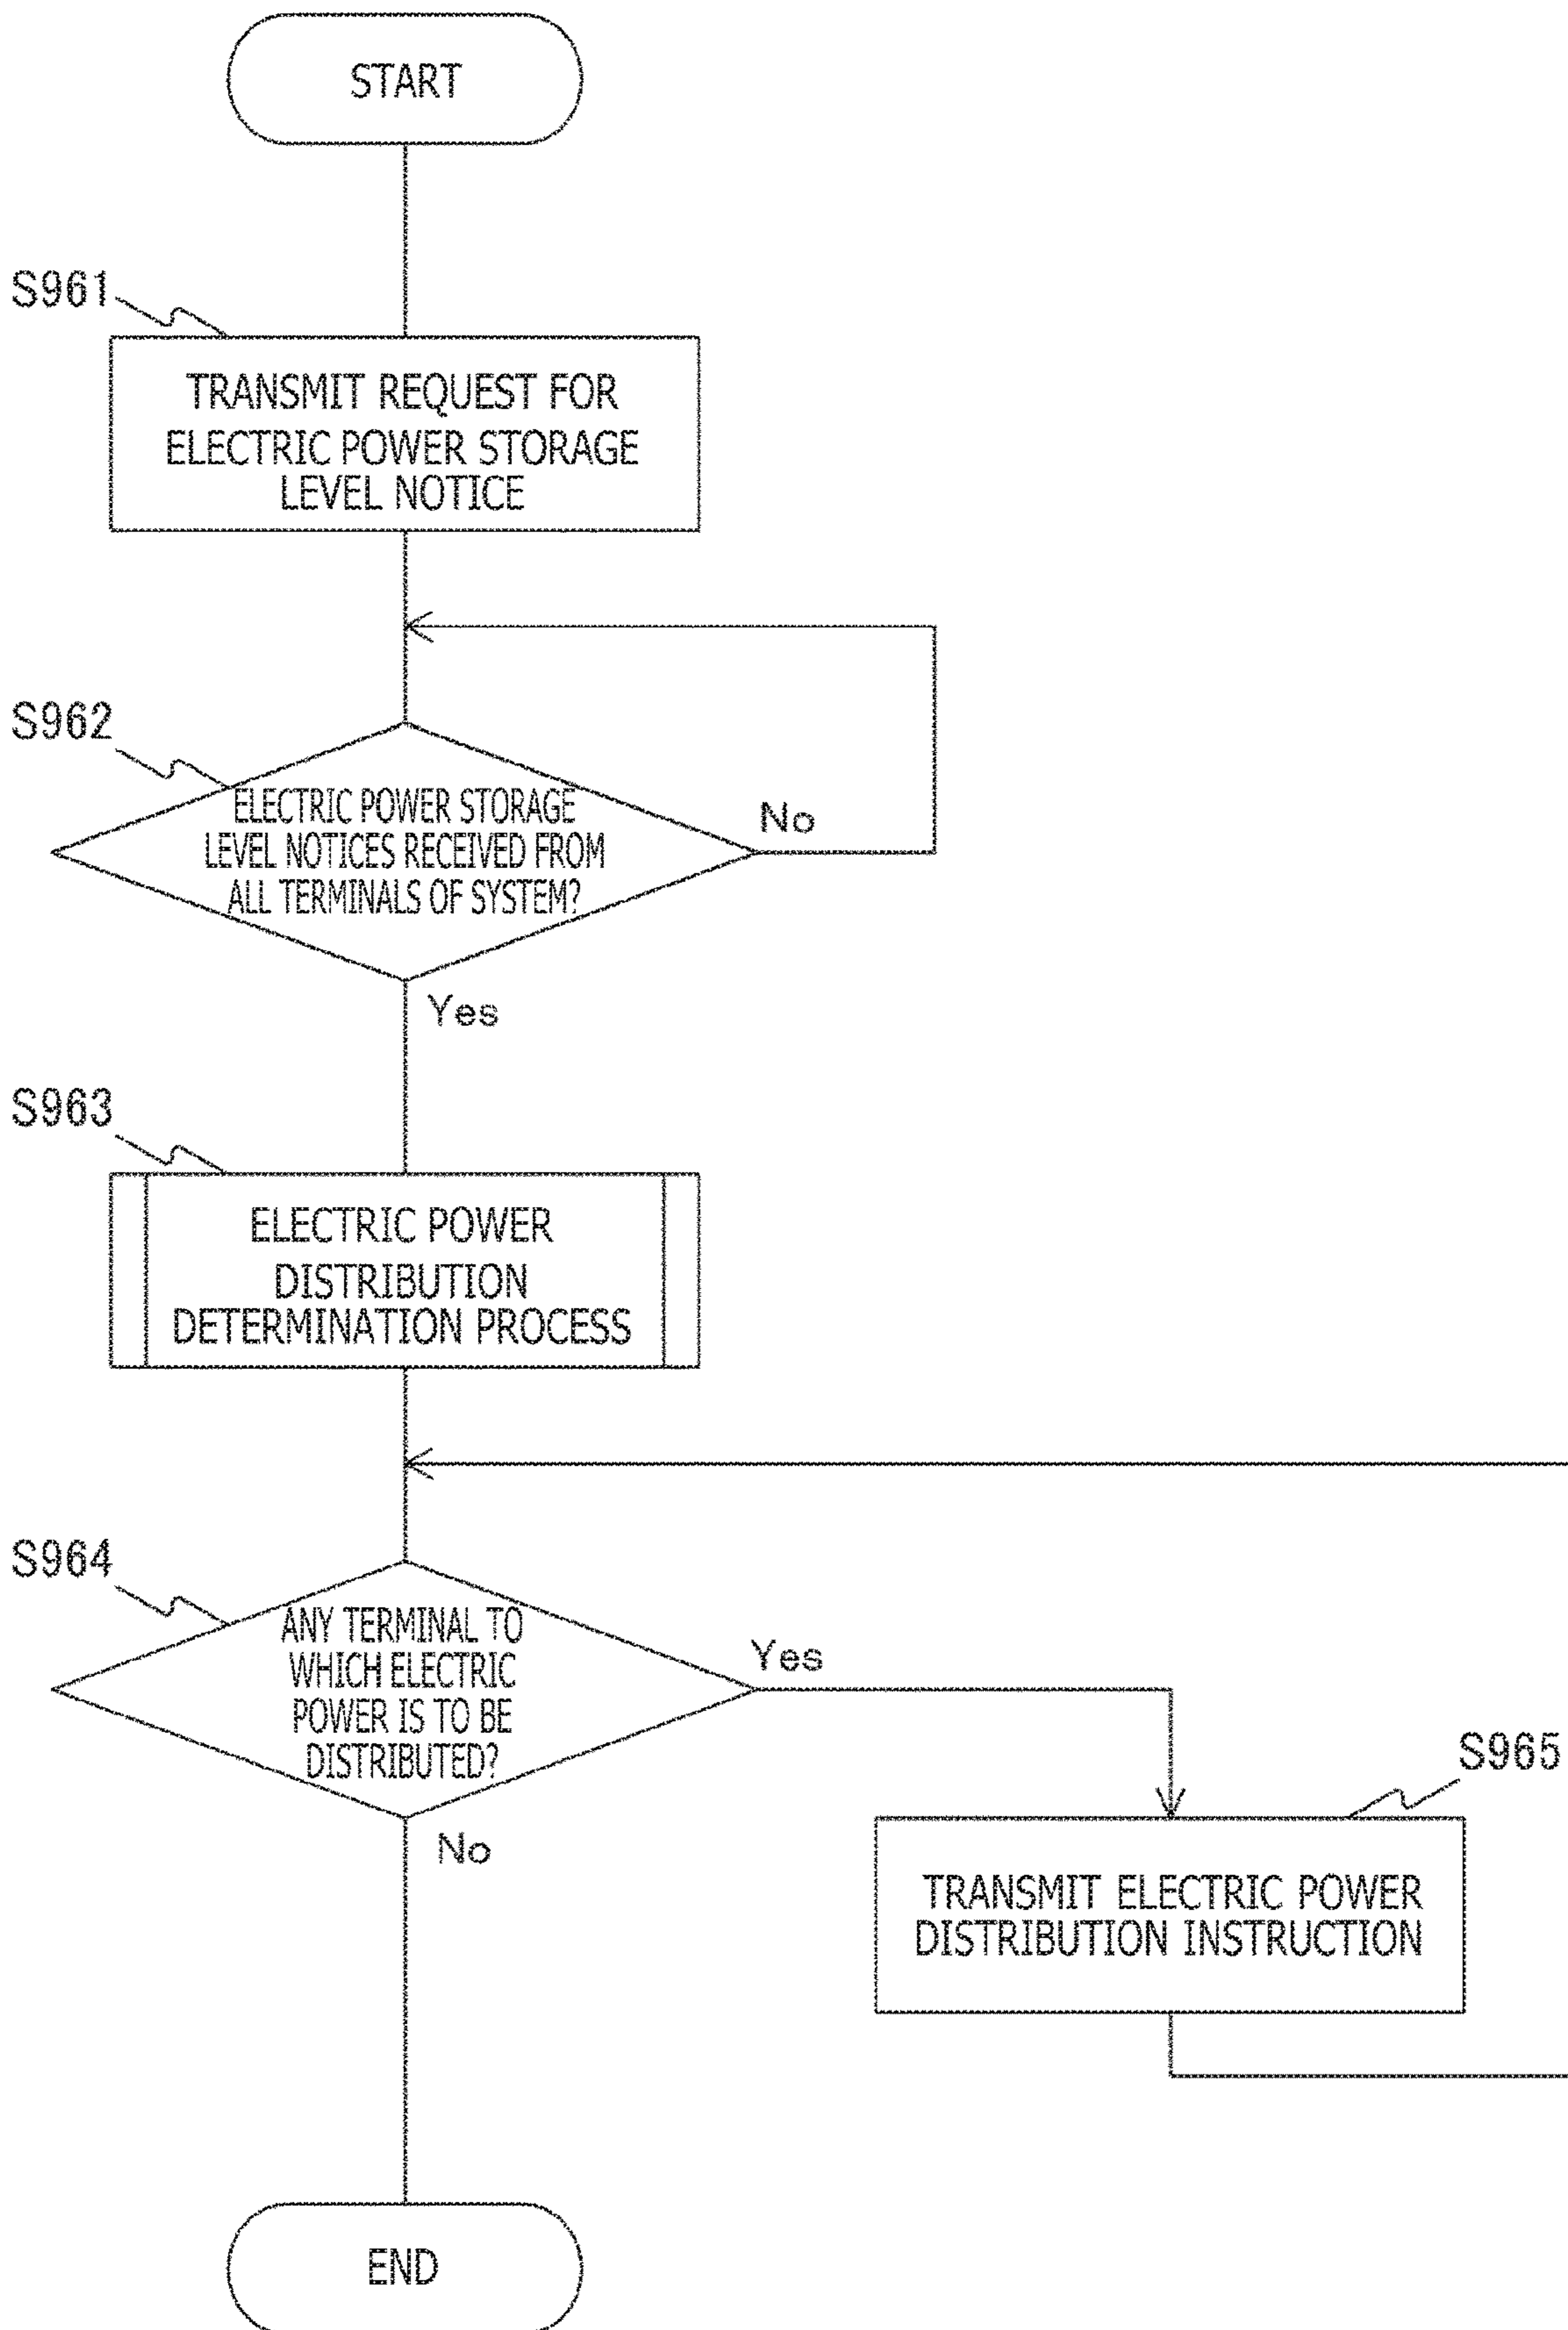 START
S961
TRANSMIT REQUEST FOR
ELECTRIC POWER STORAGE
LEVEL NOTICE
S962
ELECTRIC POWER STORAGE
LEVEL NOTICES RECEIVED FROM
ALL TERMINALS OF SYSTEM?
No
Yes
S963
ELECTRIC POWER
DISTRIBUTION
DETERMINATION PROCESS
S964
ANY TERMINAL TO
WHICH ELECTRIC
POWER IS TO BE
DISTRIBUTED?
Yes
No
S965
TRANSMIT ELECTRIC POWER
DISTRIBUTION INSTRUCTION
END